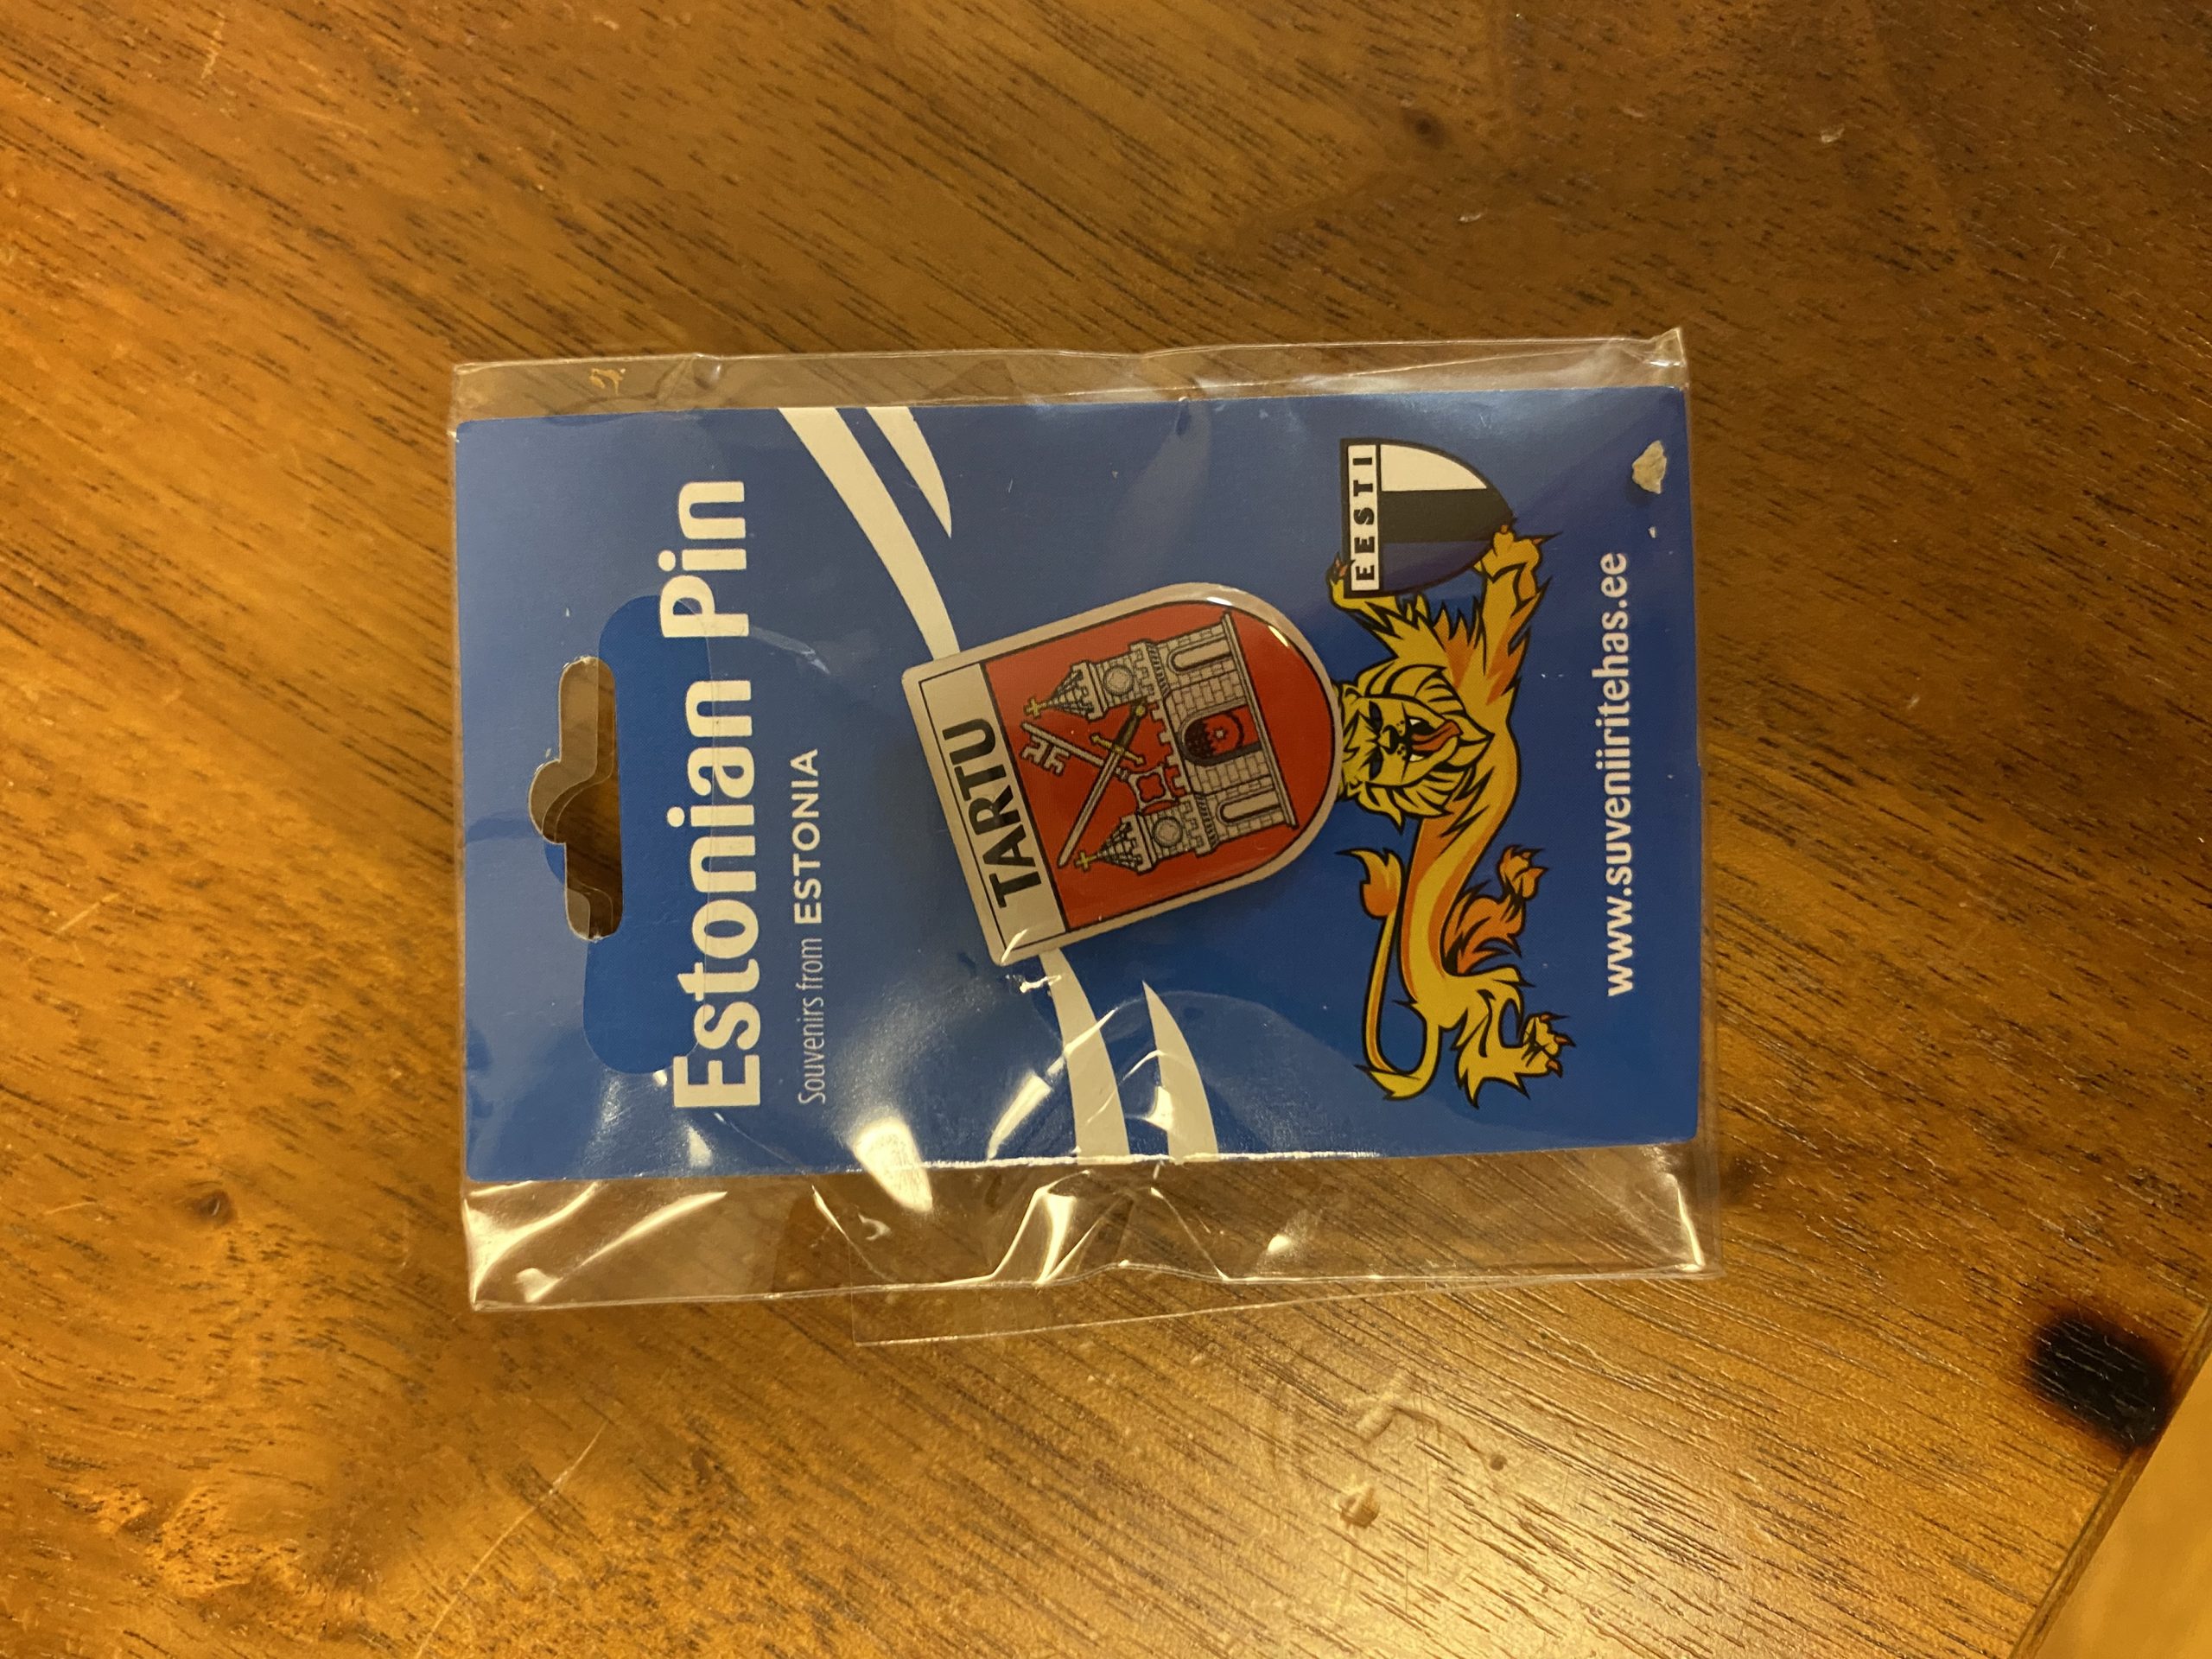 Estonian Pin
Souvenirs from ESTONIA
TARTU
EESTI
www.suveniiritehas.ee